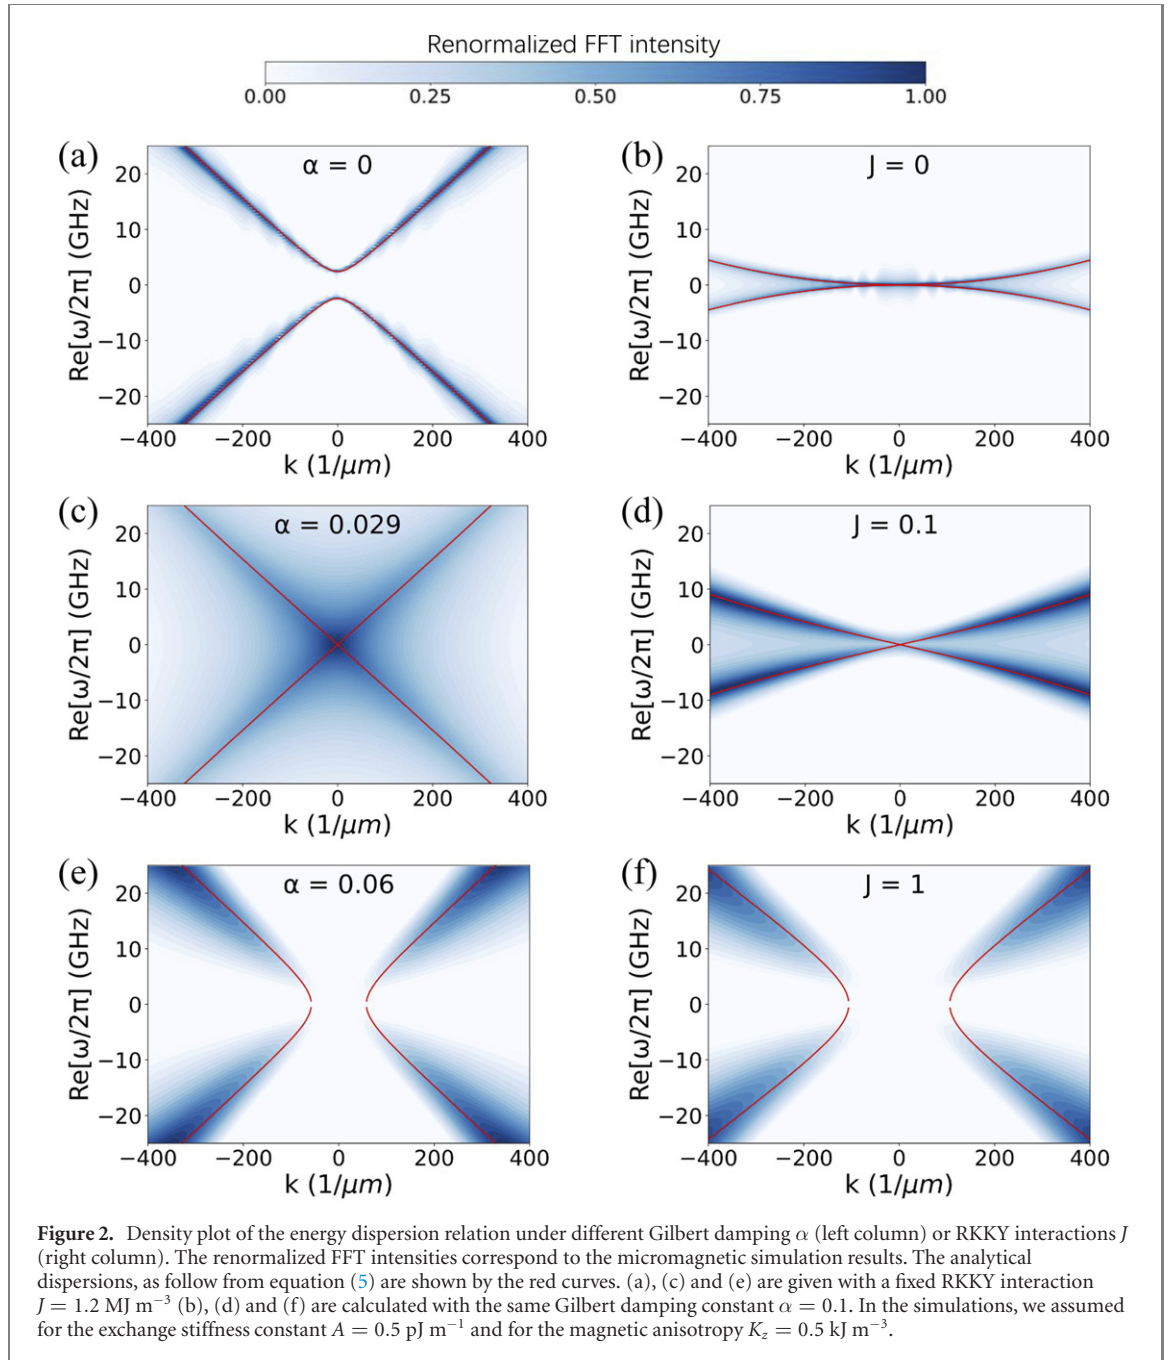 Renormalized FFT intensity
0.00 0.25 0.50 0.75 1.00
(a) α = 0
Re[ω/2π] (GHz)
20
10
0
−10
−20
−400 −200 0 200 400
k (1/μm)
(b) J = 0
Re[ω/2π] (GHz)
20
10
0
−10
−20
−400 −200 0 200 400
k (1/μm)
(c) α = 0.029
Re[ω/2π] (GHz)
20
10
0
−10
−20
−400 −200 0 200 400
k (1/μm)
(d) J = 0.1
Re[ω/2π] (GHz)
20
10
0
−10
−20
−400 −200 0 200 400
k (1/μm)
(e) α = 0.06
Re[ω/2π] (GHz)
20
10
0
−10
−20
−400 −200 0 200 400
k (1/μm)
(f) J = 1
Re[ω/2π] (GHz)
20
10
0
−10
−20
−400 −200 0 200 400
k (1/μm)
Figure 2. Density plot of the energy dispersion relation under different Gilbert damping α (left column) or RKKY interactions J
(right column). The renormalized FFT intensities correspond to the micromagnetic simulation results. The analytical
dispersions, as follow from equation (5) are shown by the red curves. (a), (c) and (e) are given with a fixed RKKY interaction
J = 1.2 MJ m⁻³ (b), (d) and (f) are calculated with the same Gilbert damping constant α = 0.1. In the simulations, we assumed
for the exchange stiffness constant A = 0.5 pJ m⁻¹ and for the magnetic anisotropy K_z = 0.5 kJ m⁻³.